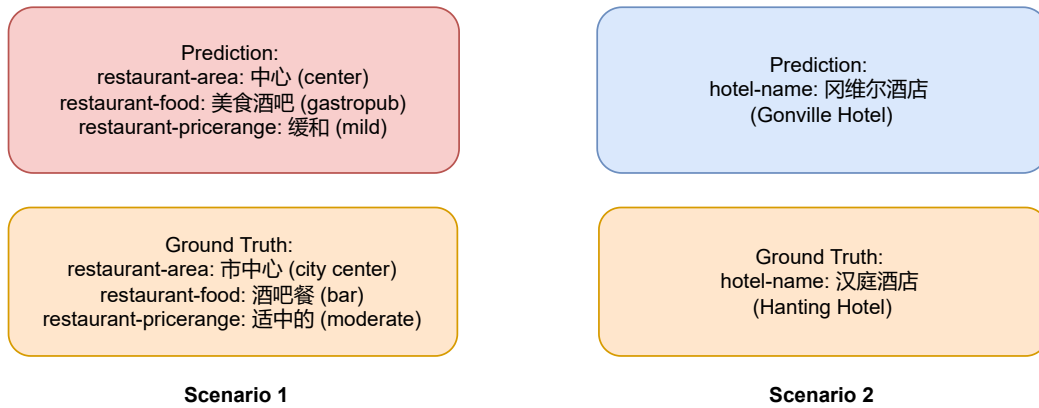 Prediction:
restaurant-area: 中心 (center)
restaurant-food: 美食酒吧 (gastropub)
restaurant-pricerange: 缓和 (mild)
Ground Truth:
restaurant-area: 市中心 (city center)
restaurant-food: 酒吧餐 (bar)
restaurant-pricerange: 适中的 (moderate)
Scenario 1
Prediction:
hotel-name: 冈维尔酒店
(Gonville Hotel)
Ground Truth:
hotel-name: 汉庭酒店
(Hanting Hotel)
Scenario 2